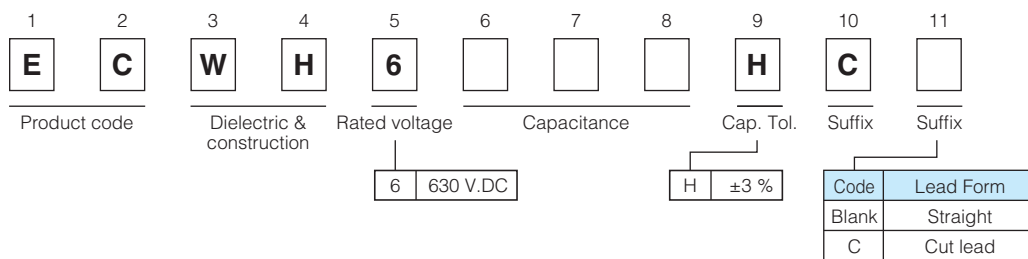 1 2 3 4 5 6 7 8 9 10 11
E C W H 6 H C
Product code Dielectric & construction Rated voltage Capacitance Cap. Tol. Suffix Suffix
6 630 V.DC
H ±3 %
Code Lead Form
Blank Straight
C Cut lead